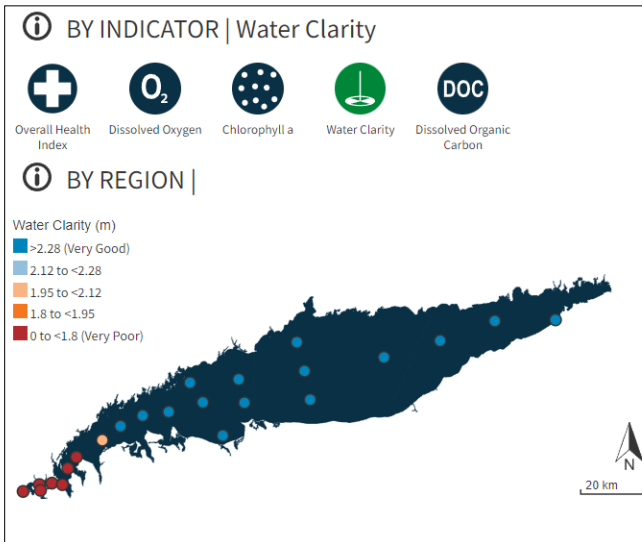 BY INDICATOR | Water Clarity
O2
DOC
Overall Health
Index
Dissolved Oxygen
Chlorophyll a
Water Clarity
Dissolved Organic
Carbon
BY REGION |
Water Clarity (m)
>2.28 (Very Good)
2.12 to <2.28
1.95 to <2.12
1.8 to <1.95
0 to <1.8 (Very Poor)
N
20 km